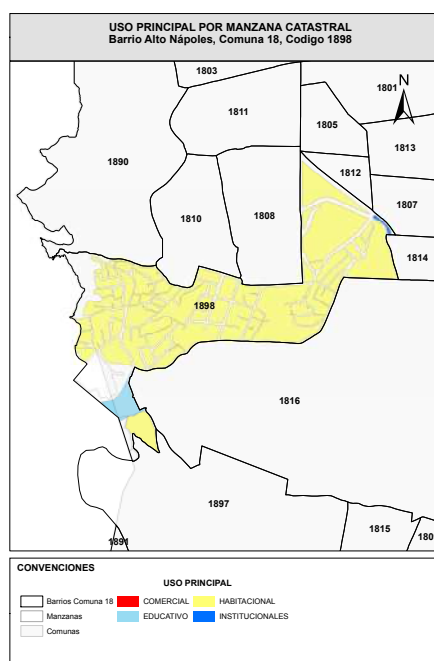 USO PRINCIPAL POR MANZANA CATASTRAL
Barrio Alto Nápoles, Comuna 18, Codigo 1898
1803
1801
N
1811
1805
1813
1890
1812
1810
1808
1807
1814
1898
1816
1897
1815
180
1891
CONVENCIONES
USO PRINCIPAL
Barrios Comuna 18 COMERCIAL HABITACIONAL
Manzanas EDUCATIVO INSTITUCIONALES
Comunas